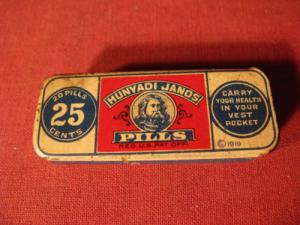 20 PILLS
25
CENTS
HUNYADI JANOS
PILLS
REG. U.S. PAT. OFF.
CARRY
YOUR HEALTH
IN YOUR
VEST
POCKET
©1919